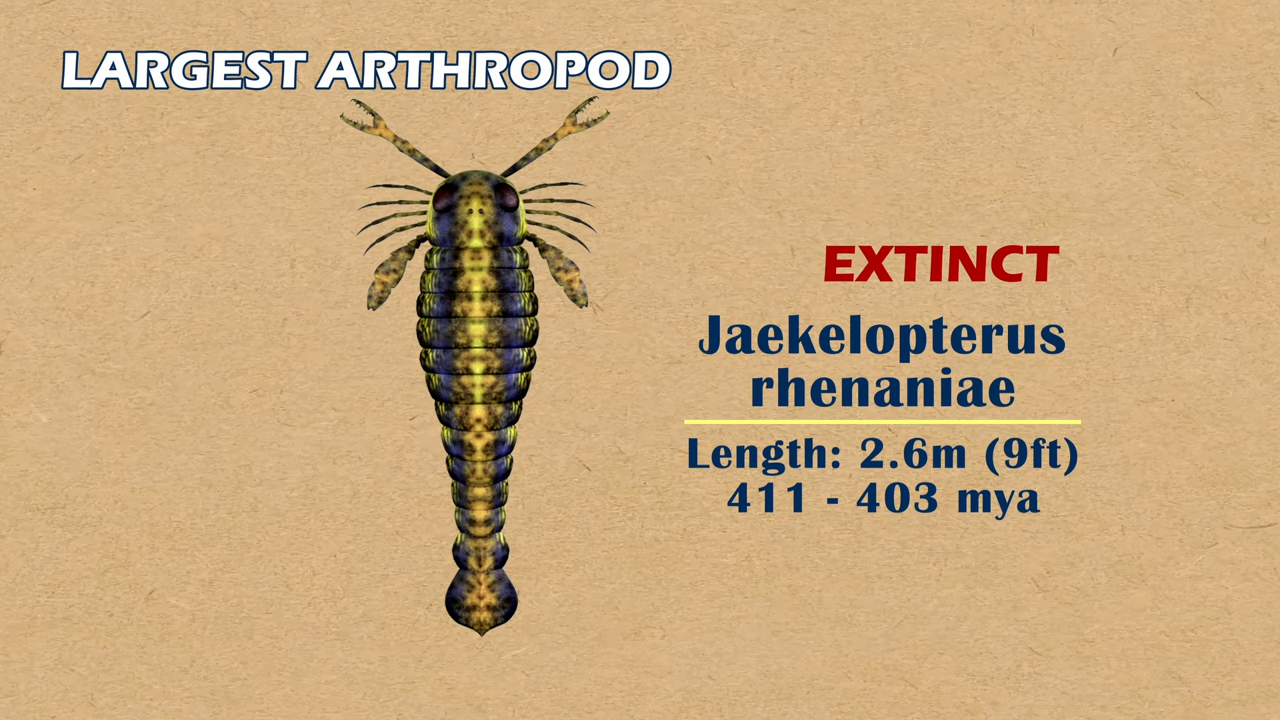 LARGEST ARTHROPOD
EXTINCT
Jaekelopterus
rhenaniae
Length: 2.6m (9ft)
411 - 403 mya